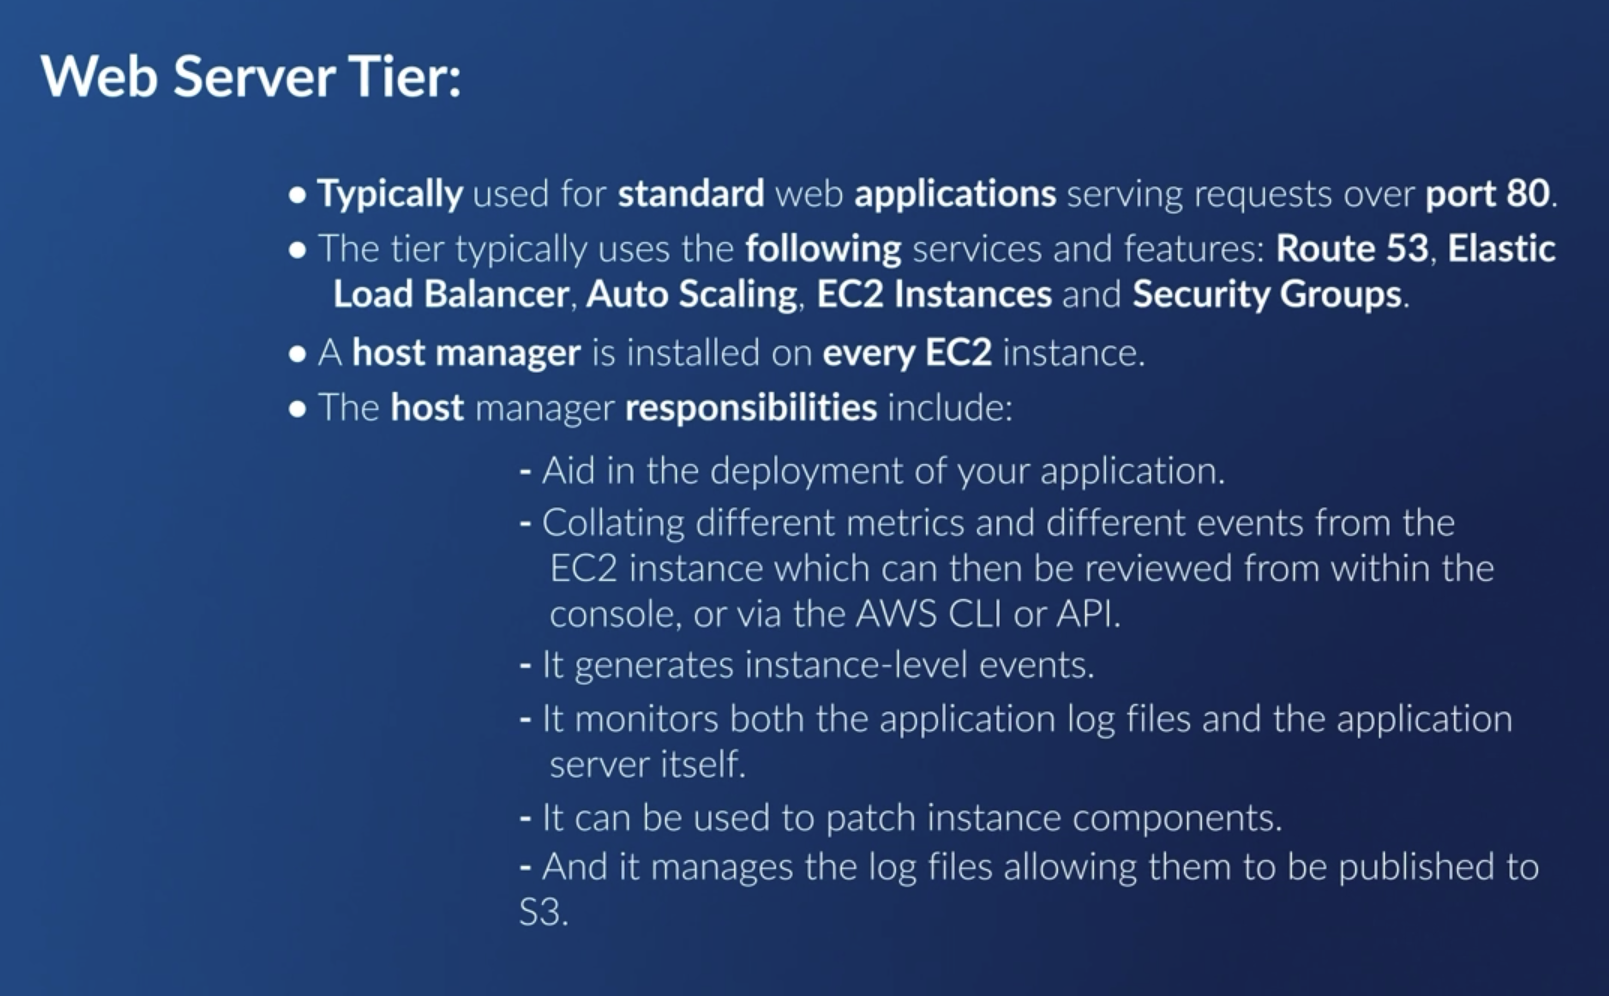 Web Server Tier:
● Typically used for standard web applications serving requests over port 80.
● The tier typically uses the following services and features: Route 53, Elastic
Load Balancer, Auto Scaling, EC2 Instances and Security Groups.
● A host manager is installed on every EC2 instance.
● The host manager responsibilities include:
- Aid in the deployment of your application.
- Collating different metrics and different events from the
EC2 instance which can then be reviewed from within the
console, or via the AWS CLI or API.
- It generates instance-level events.
- It monitors both the application log files and the application
server itself.
- It can be used to patch instance components.
- And it manages the log files allowing them to be published to
S3.